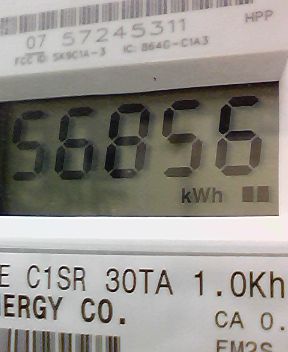 HPP
07 57245311
FCC ID: SK9C1A-3 IC: 864G-C1A3
56856
kWh
E C1SR 30TA 1.0Kh
ERGY CO.
CA 0.
EM2S